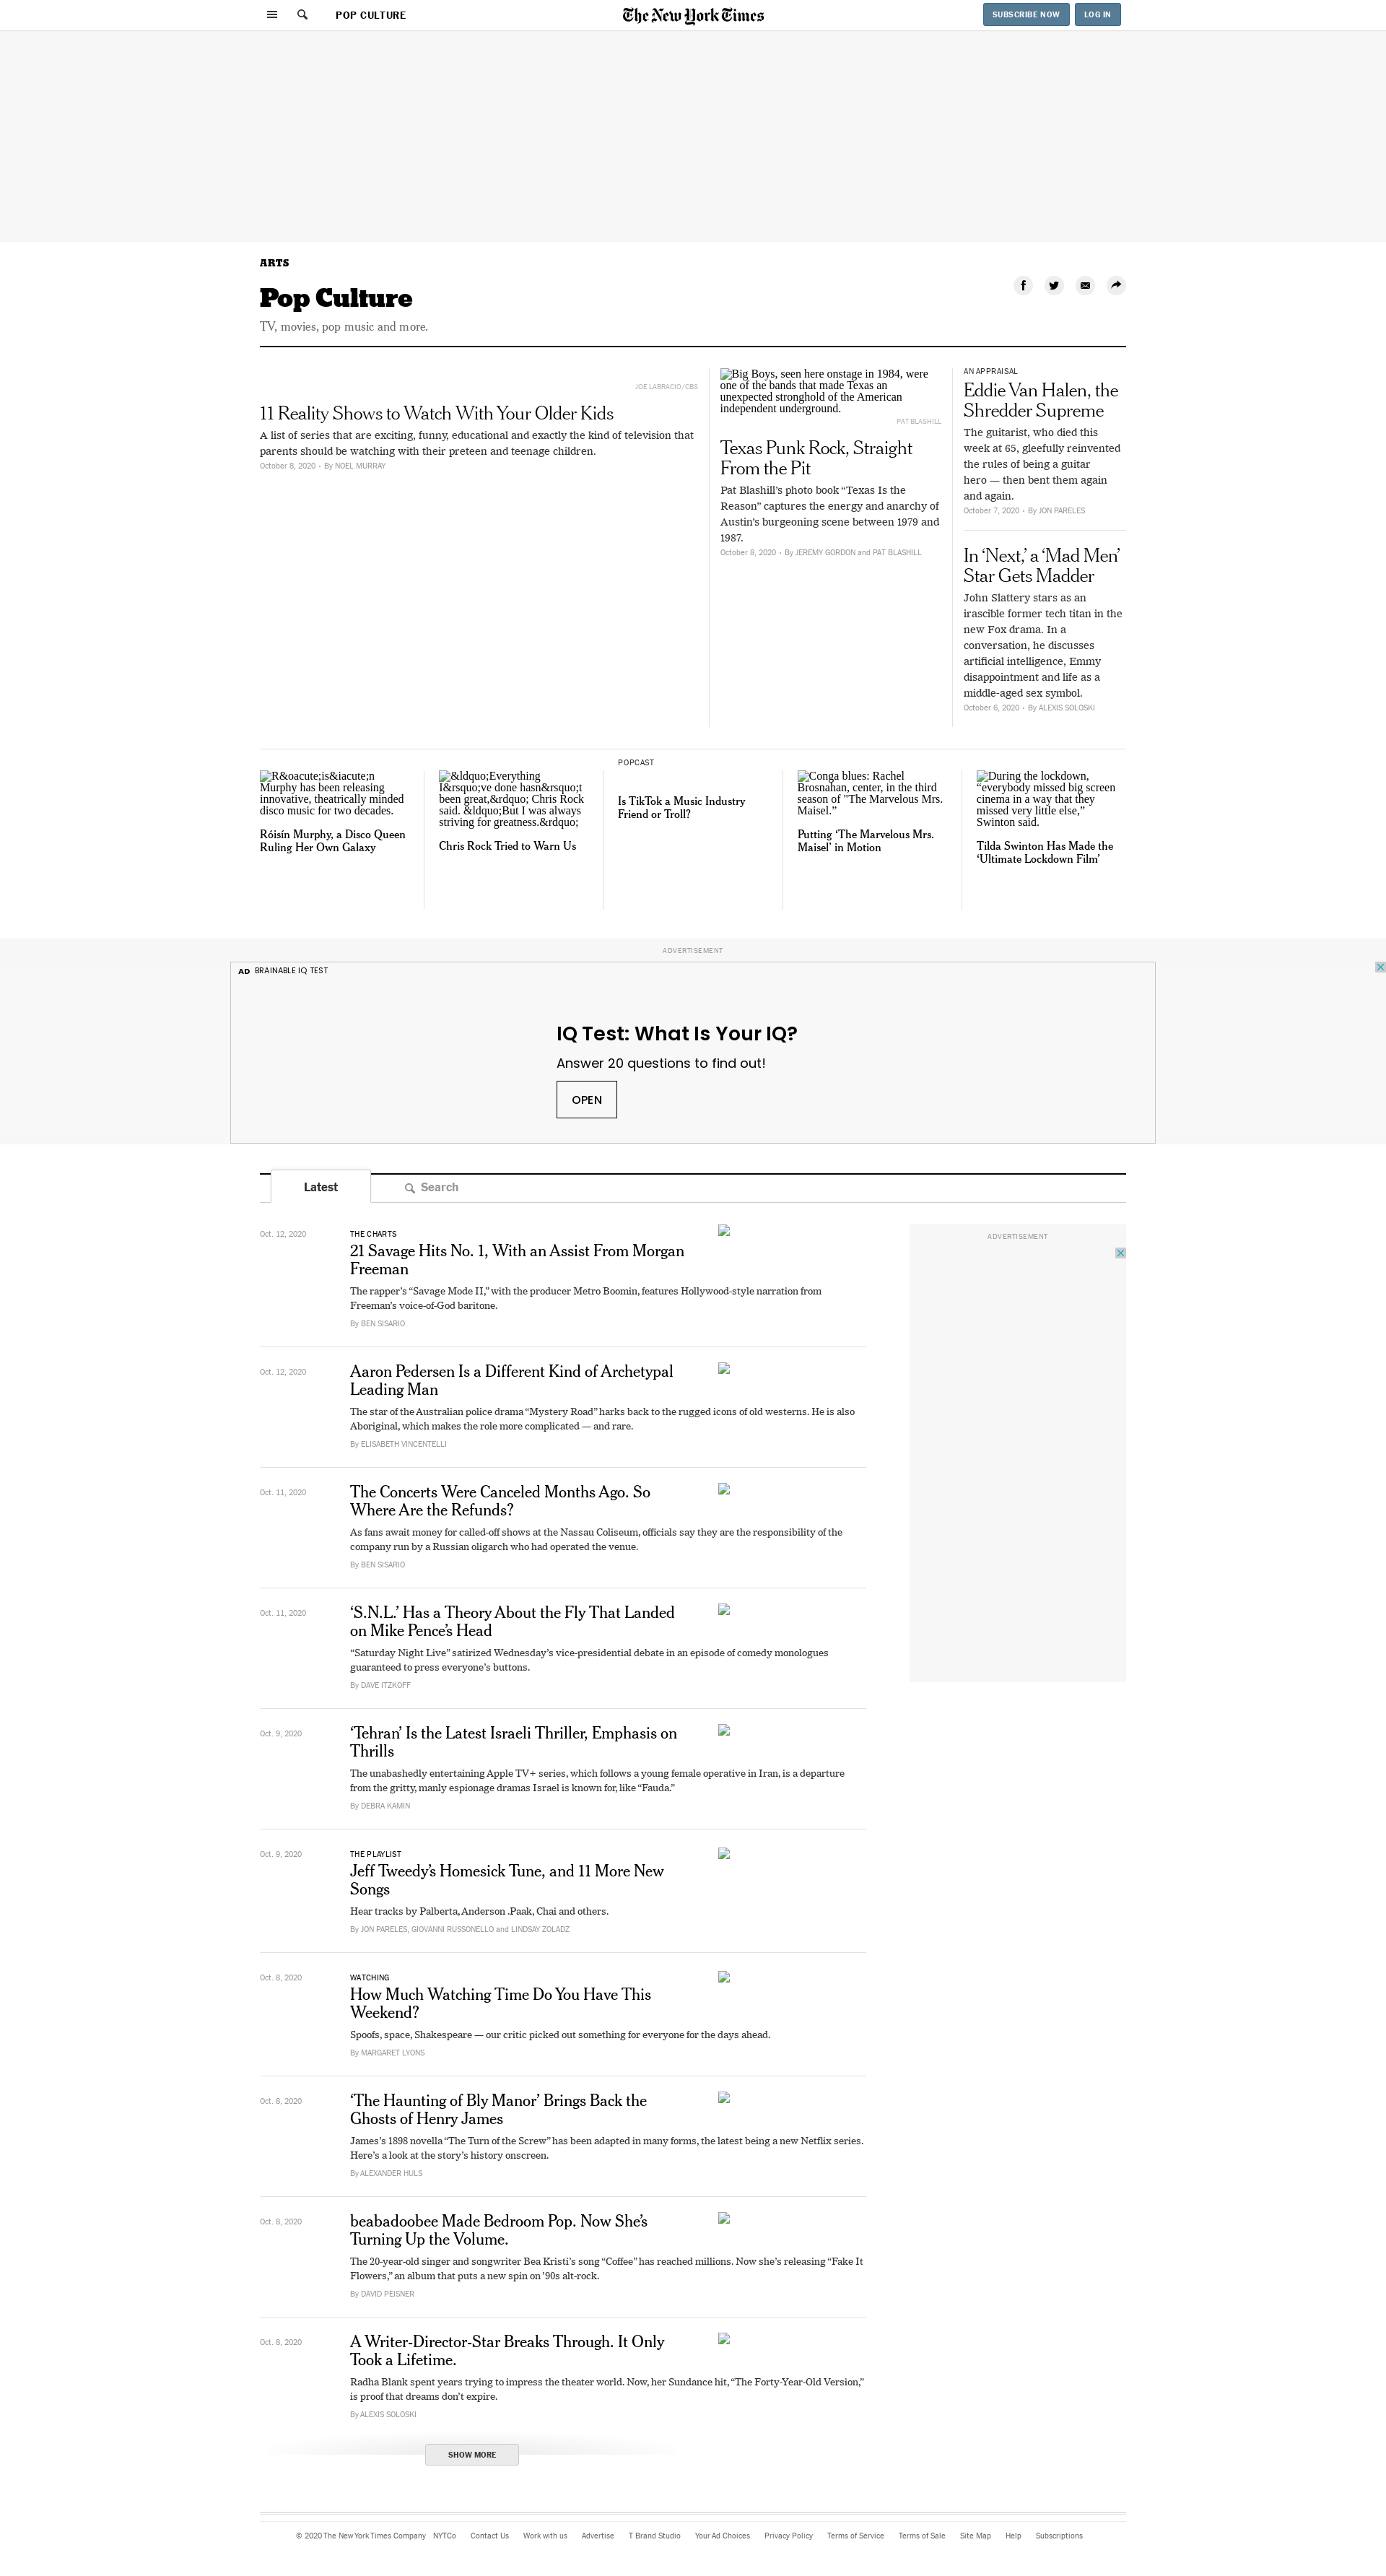 POP CULTURE
The New York Times
SUBSCRIBE NOW
LOG IN
ARTS
Pop Culture
TV, movies, pop music and more.
JOE LABRACIO/CBS
11 Reality Shows to Watch With Your Older Kids
A list of series that are exciting, funny, educational and exactly the kind of television that
parents should be watching with their preteen and teenage children.
October 8, 2020 • By NOEL MURRAY
Big Boys, seen here onstage in 1984, were
one of the bands that made Texas an
unexpected stronghold of the American
independent underground.
PAT BLASHILL
Texas Punk Rock, Straight
From the Pit
Pat Blashill’s photo book “Texas Is the
Reason” captures the energy and anarchy of
Austin’s burgeoning scene between 1979 and
1987.
October 8, 2020 • By JEREMY GORDON and PAT BLASHILL
AN APPRAISAL
Eddie Van Halen, the
Shredder Supreme
The guitarist, who died this
week at 65, gleefully reinvented
the rules of being a guitar
hero — then bent them again
and again.
October 7, 2020 • By JON PARELES
In ‘Next,’ a ‘Mad Men’
Star Gets Madder
John Slattery stars as an
irascible former tech titan in the
new Fox drama. In a
conversation, he discusses
artificial intelligence, Emmy
disappointment and life as a
middle-aged sex symbol.
October 6, 2020 • By ALEXIS SOLOSKI
R&oacute;is&iacute;n
Murphy has been releasing
innovative, theatrically minded
disco music for two decades.
Róisín Murphy, a Disco Queen
Ruling Her Own Galaxy
&ldquo;Everything
I&rsquo;ve done hasn&rsquo;t
been great,&rdquo; Chris Rock
said. &ldquo;But I was always
striving for greatness.&rdquo;
Chris Rock Tried to Warn Us
POPCAST
Is TikTok a Music Industry
Friend or Troll?
Conga blues: Rachel
Brosnahan, center, in the third
season of "The Marvelous Mrs.
Maisel.”
Putting ‘The Marvelous Mrs.
Maisel’ in Motion
During the lockdown,
“everybody missed big screen
cinema in a way that they
missed very little else,”
Swinton said.
Tilda Swinton Has Made the
‘Ultimate Lockdown Film’
ADVERTISEMENT
AD BRAINABLE IQ TEST
IQ Test: What Is Your IQ?
Answer 20 questions to find out!
OPEN
Latest
Search
ADVERTISEMENT
Oct. 12, 2020
THE CHARTS
21 Savage Hits No. 1, With an Assist From Morgan
Freeman
The rapper’s “Savage Mode II,” with the producer Metro Boomin, features Hollywood-style narration from
Freeman’s voice-of-God baritone.
By BEN SISARIO
Oct. 12, 2020
Aaron Pedersen Is a Different Kind of Archetypal
Leading Man
The star of the Australian police drama “Mystery Road” harks back to the rugged icons of old westerns. He is also
Aboriginal, which makes the role more complicated — and rare.
By ELISABETH VINCENTELLI
Oct. 11, 2020
The Concerts Were Canceled Months Ago. So
Where Are the Refunds?
As fans await money for called-off shows at the Nassau Coliseum, officials say they are the responsibility of the
company run by a Russian oligarch who had operated the venue.
By BEN SISARIO
Oct. 11, 2020
‘S.N.L.’ Has a Theory About the Fly That Landed
on Mike Pence’s Head
“Saturday Night Live” satirized Wednesday’s vice-presidential debate in an episode of comedy monologues
guaranteed to press everyone’s buttons.
By DAVE ITZKOFF
Oct. 9, 2020
‘Tehran’ Is the Latest Israeli Thriller, Emphasis on
Thrills
The unabashedly entertaining Apple TV+ series, which follows a young female operative in Iran, is a departure
from the gritty, manly espionage dramas Israel is known for, like “Fauda.”
By DEBRA KAMIN
Oct. 9, 2020
THE PLAYLIST
Jeff Tweedy’s Homesick Tune, and 11 More New
Songs
Hear tracks by Palberta, Anderson .Paak, Chai and others.
By JON PARELES, GIOVANNI RUSSONELLO and LINDSAY ZOLADZ
Oct. 8, 2020
WATCHING
How Much Watching Time Do You Have This
Weekend?
Spoofs, space, Shakespeare — our critic picked out something for everyone for the days ahead.
By MARGARET LYONS
Oct. 8, 2020
‘The Haunting of Bly Manor’ Brings Back the
Ghosts of Henry James
James’s 1898 novella “The Turn of the Screw” has been adapted in many forms, the latest being a new Netflix series.
Here’s a look at the story’s history onscreen.
By ALEXANDER HULS
Oct. 8, 2020
beabadoobee Made Bedroom Pop. Now She’s
Turning Up the Volume.
The 20-year-old singer and songwriter Bea Kristi’s song “Coffee” has reached millions. Now she’s releasing “Fake It
Flowers,” an album that puts a new spin on ’90s alt-rock.
By DAVID PEISNER
Oct. 8, 2020
A Writer-Director-Star Breaks Through. It Only
Took a Lifetime.
Radha Blank spent years trying to impress the theater world. Now, her Sundance hit, “The Forty-Year-Old Version,”
is proof that dreams don’t expire.
By ALEXIS SOLOSKI
SHOW MORE
© 2020 The New York Times Company NYTCo Contact Us Work with us Advertise T Brand Studio Your Ad Choices Privacy Policy Terms of Service Terms of Sale Site Map Help Subscriptions